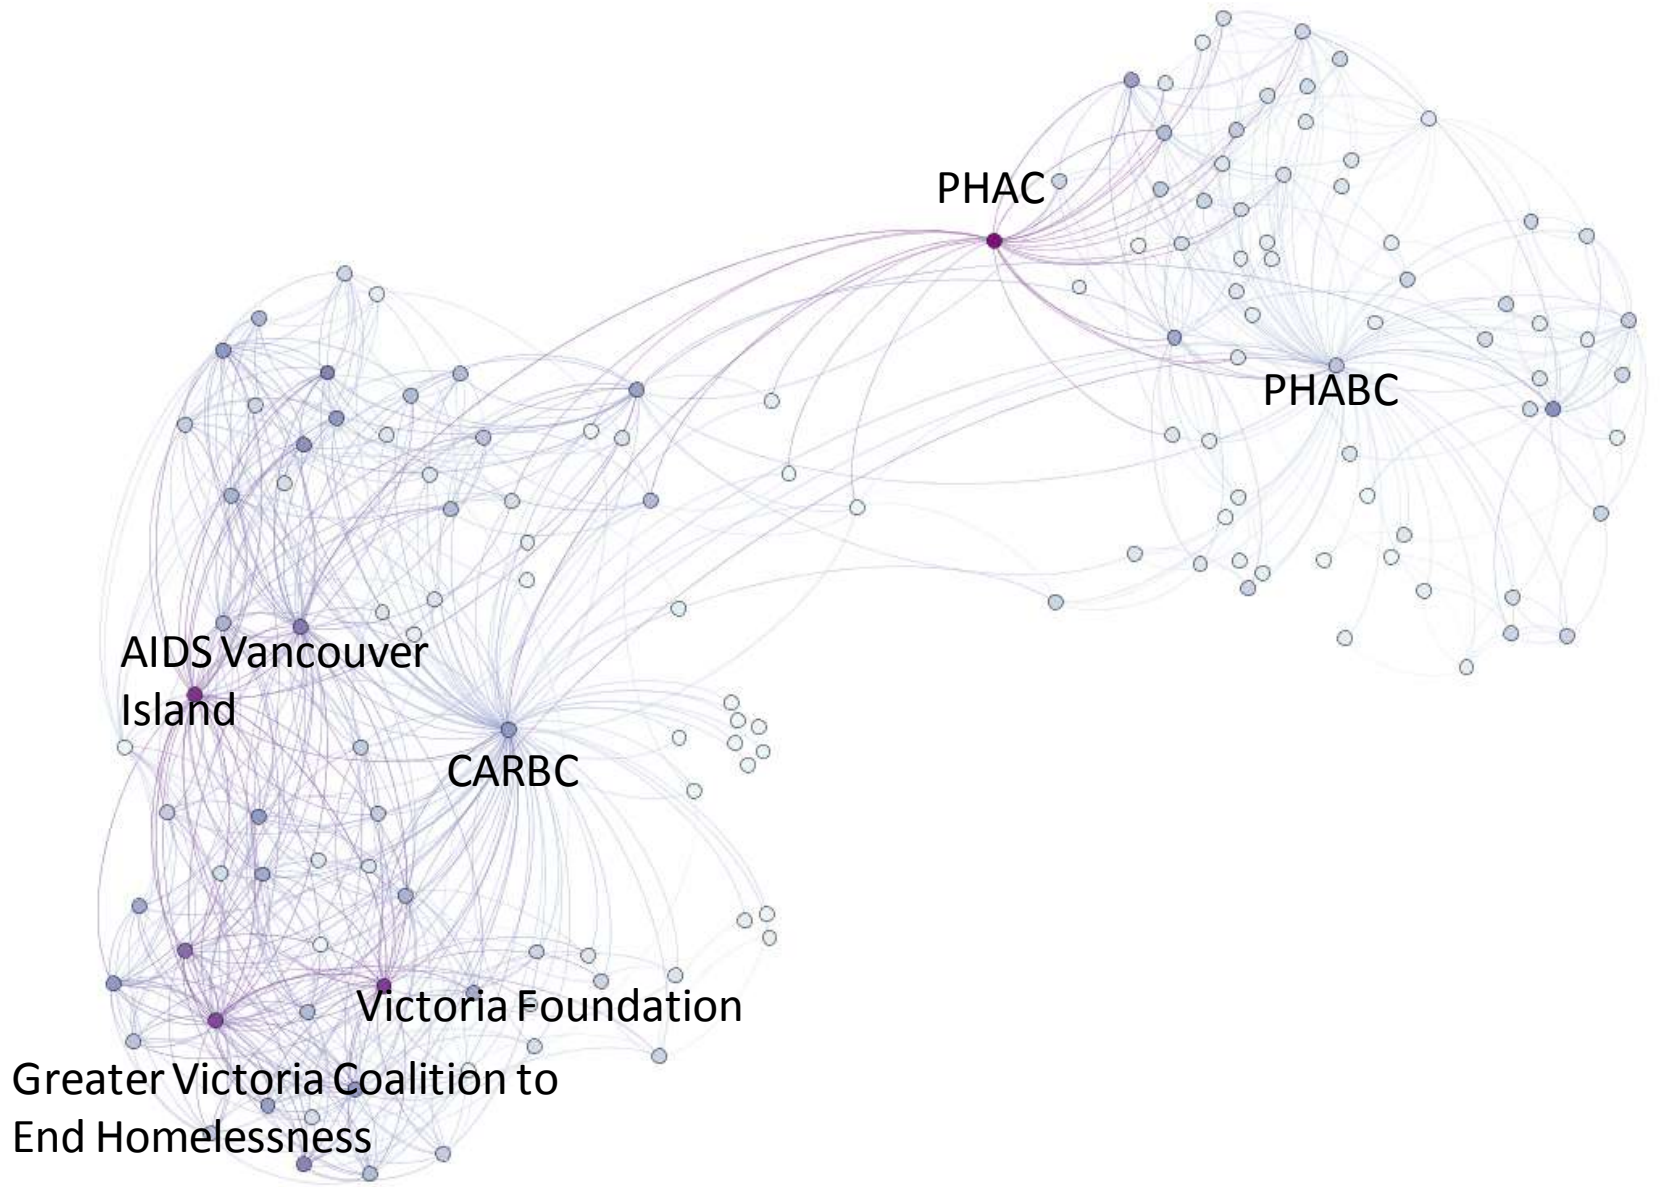 PHAC
PHABC
AIDS Vancouver
Island
CARBC
Victoria Foundation
Greater Victoria Coalition to
End Homelessness